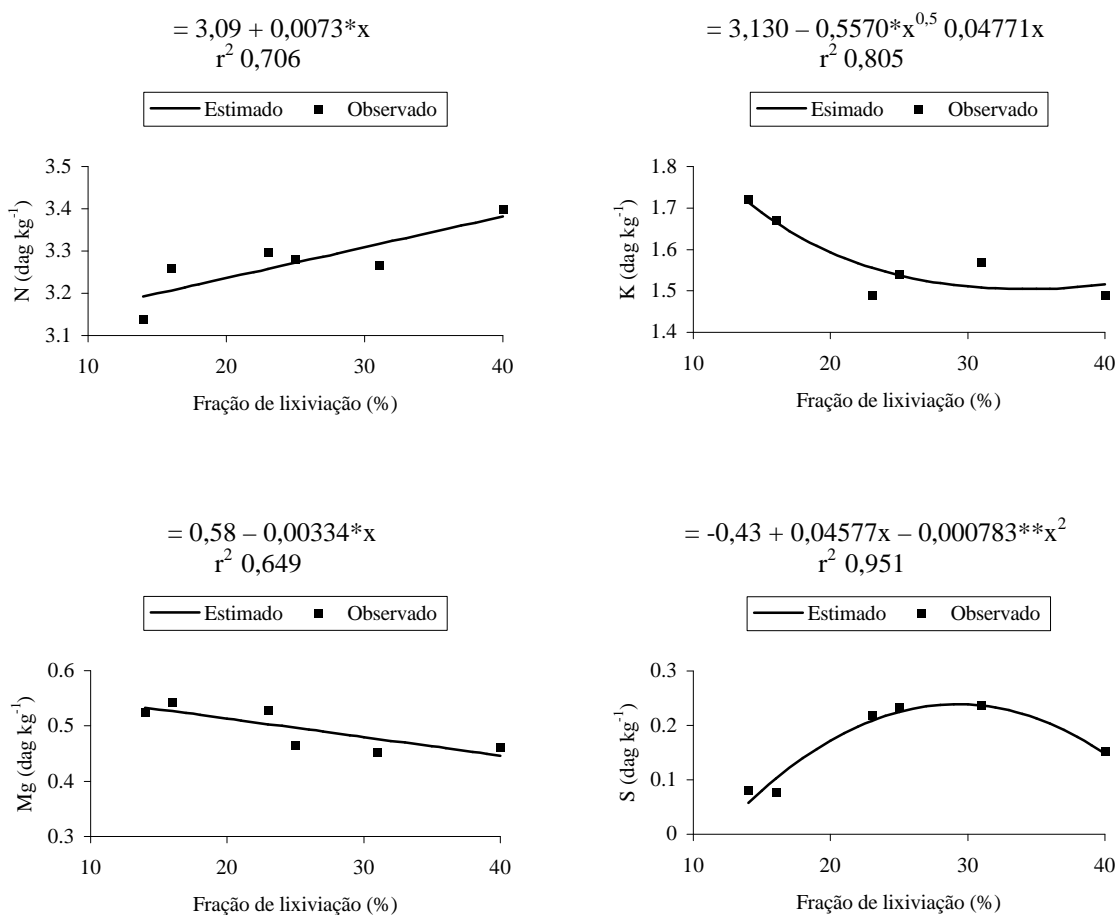 = 3,09 + 0,0073*x
r² 0,706
Estimado Observado
3.5
3.4
3.3
3.2
3.1
N (dag kg⁻¹)
10 20 30 40
Fração de lixiviação (%)
= 3,130 – 0,5570*x⁰,⁵ 0,04771x
r² 0,805
Esimado Observado
1.8
1.7
1.6
1.5
1.4
K (dag kg⁻¹)
10 20 30 40
Fração de lixiviação (%)
= 0,58 – 0,00334*x
r² 0,649
Estimado Observado
0.6
0.5
0.4
0.3
Mg (dag kg⁻¹)
10 20 30 40
Fração de lixiviação (%)
= -0,43 + 0,04577x – 0,000783**x²
r² 0,951
Estimado Observado
0.3
0.2
0.1
0
S (dag kg⁻¹)
10 20 30 40
Fração de lixiviação (%)